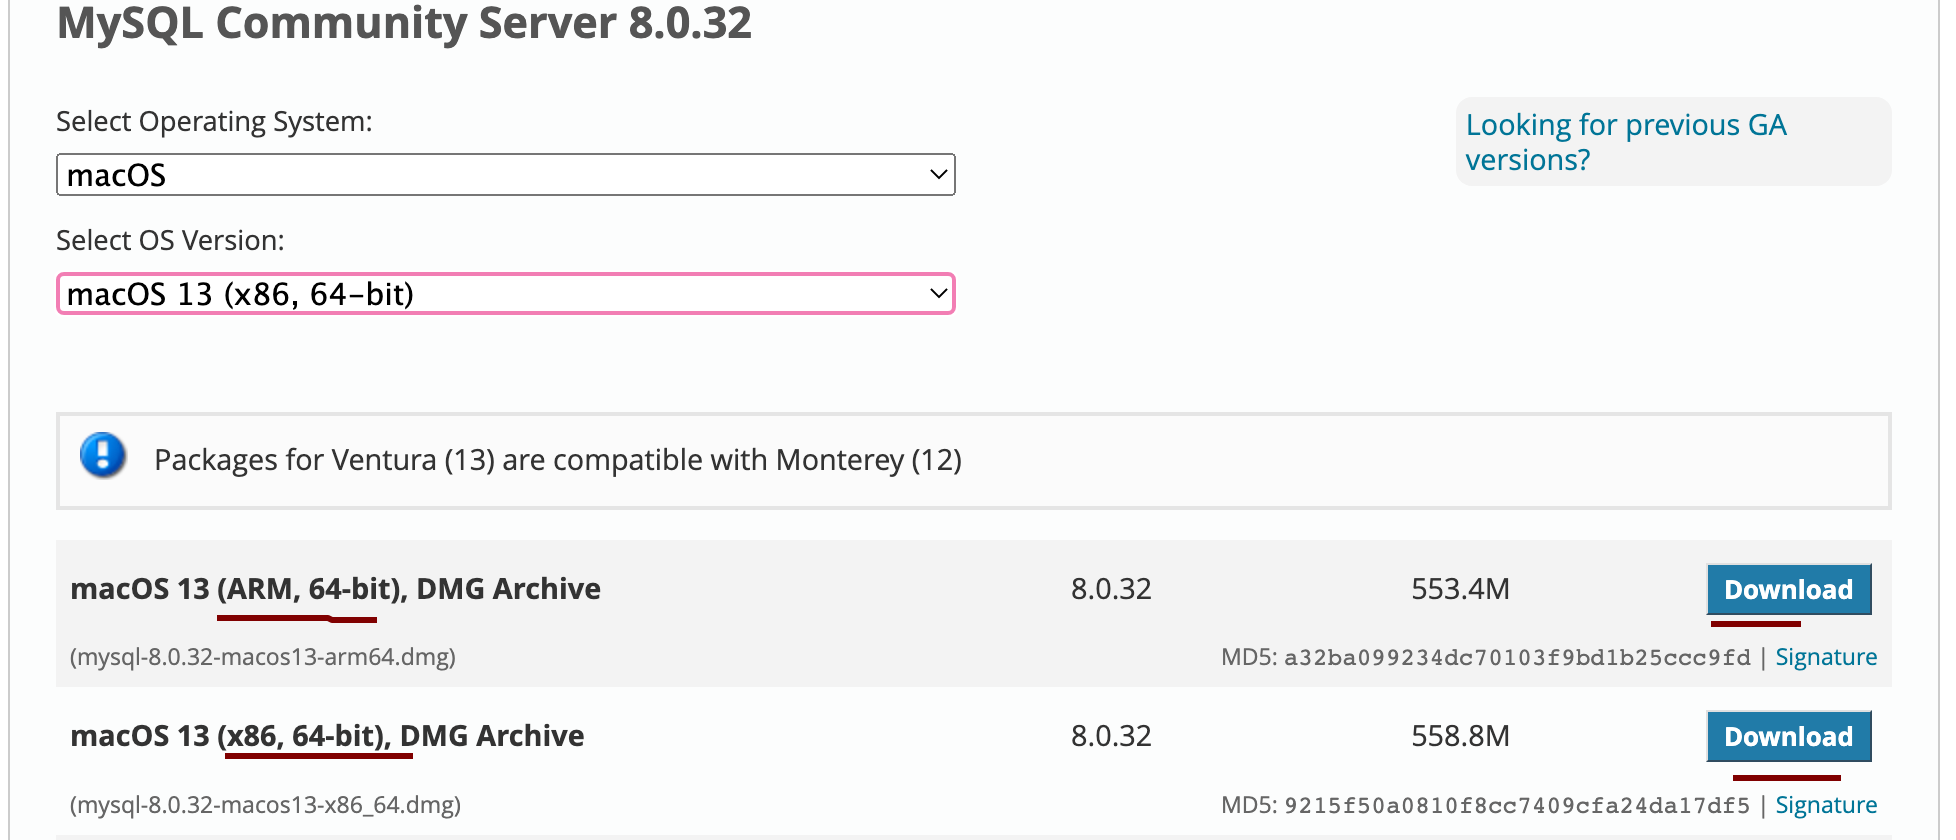 MySQL Community Server 8.0.32
Select Operating System:
Looking for previous GA
versions?
macOS
Select OS Version:
macOS 13 (x86, 64-bit)
Packages for Ventura (13) are compatible with Monterey (12)
macOS 13 (ARM, 64-bit), DMG Archive 8.0.32 553.4M Download
(mysql-8.0.32-macos13-arm64.dmg) MD5: a32ba099234dc70103f9bd1b25ccc9fd | Signature
macOS 13 (x86, 64-bit), DMG Archive 8.0.32 558.8M Download
(mysql-8.0.32-macos13-x86_64.dmg) MD5: 9215f50a0810f8cc7409cfa24da17df5 | Signature